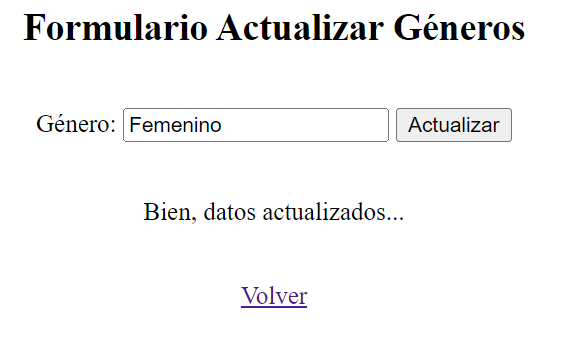 Formulario Actualizar Géneros
Género: Femenino Actualizar
Bien, datos actualizados...
Volver